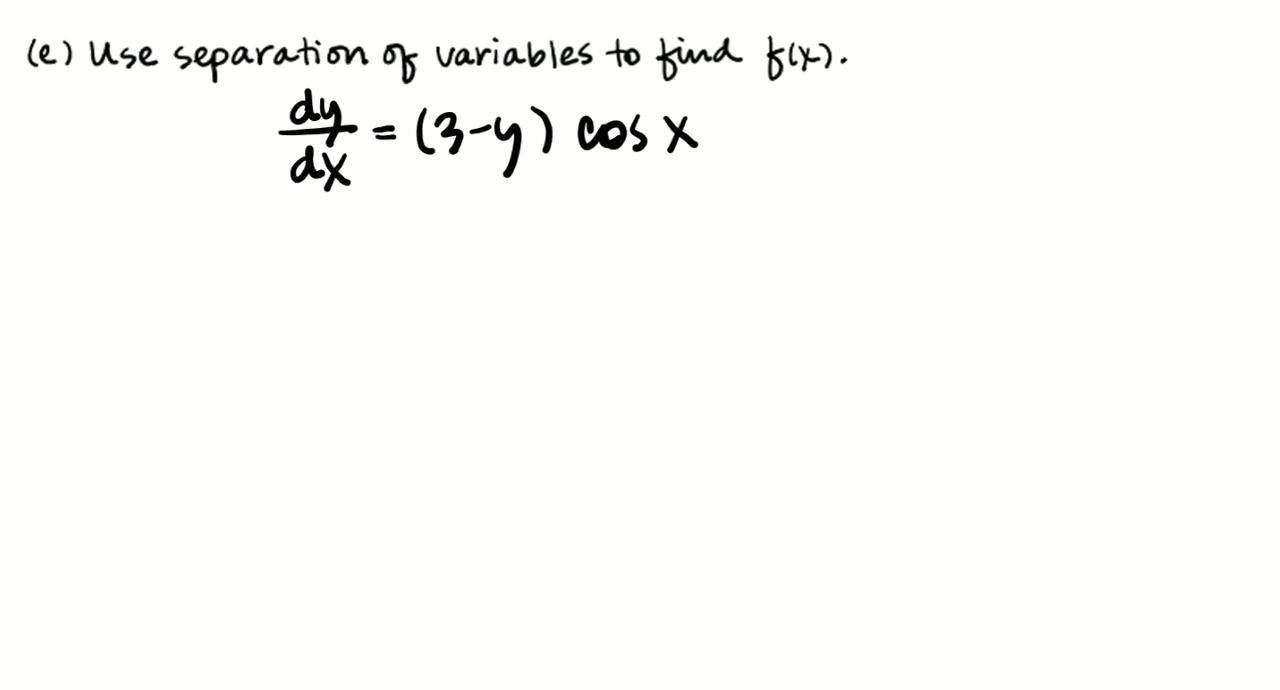 (e) Use separation of variables to find f(x).
dy/dx = (3-y) cos x